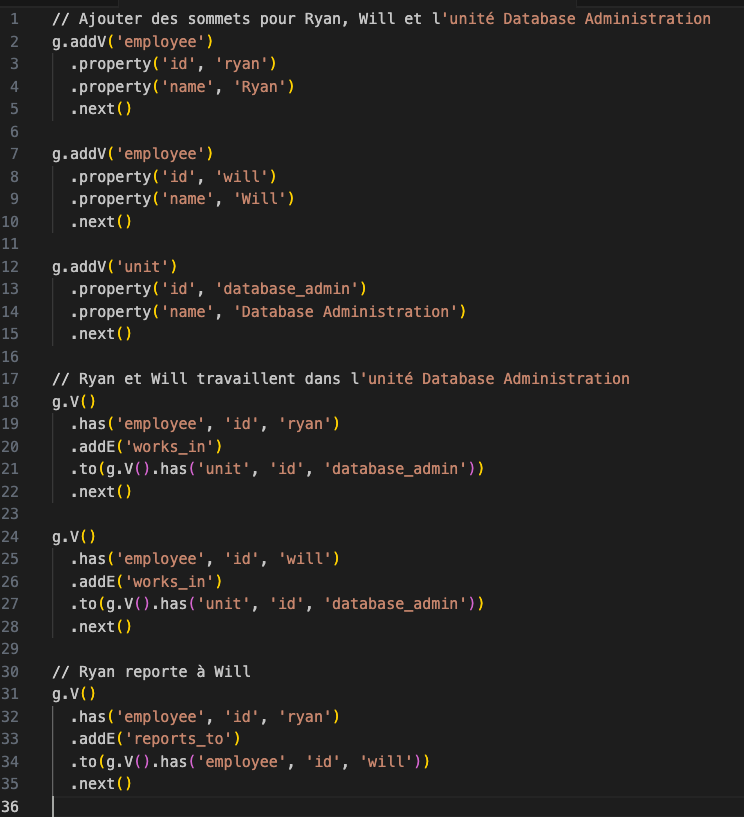 1 // Ajouter des sommets pour Ryan, Will et l'unité Database Administration
2 g.addV('employee')
3   .property('id', 'ryan')
4   .property('name', 'Ryan')
5   .next()
6
7 g.addV('employee')
8   .property('id', 'will')
9   .property('name', 'Will')
10   .next()
11
12 g.addV('unit')
13   .property('id', 'database_admin')
14   .property('name', 'Database Administration')
15   .next()
16
17 // Ryan et Will travaillent dans l'unité Database Administration
18 g.V()
19   .has('employee', 'id', 'ryan')
20   .addE('works_in')
21   .to(g.V().has('unit', 'id', 'database_admin'))
22   .next()
23
24 g.V()
25   .has('employee', 'id', 'will')
26   .addE('works_in')
27   .to(g.V().has('unit', 'id', 'database_admin'))
28   .next()
29
30 // Ryan reporte à Will
31 g.V()
32   .has('employee', 'id', 'ryan')
33   .addE('reports_to')
34   .to(g.V().has('employee', 'id', 'will'))
35   .next()
36